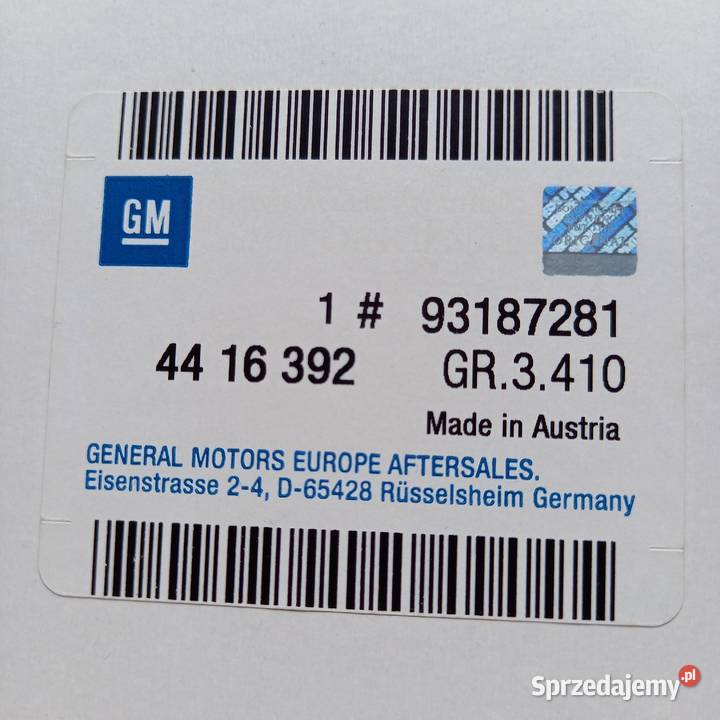 GM
ORIGINAL
1 # 93187281
44 16 392 GR.3.410
Made in Austria
GENERAL MOTORS EUROPE AFTERSALES.
Eisenstrasse 2-4, D-65428 Rüsselsheim Germany
Sprzedajemy.pl